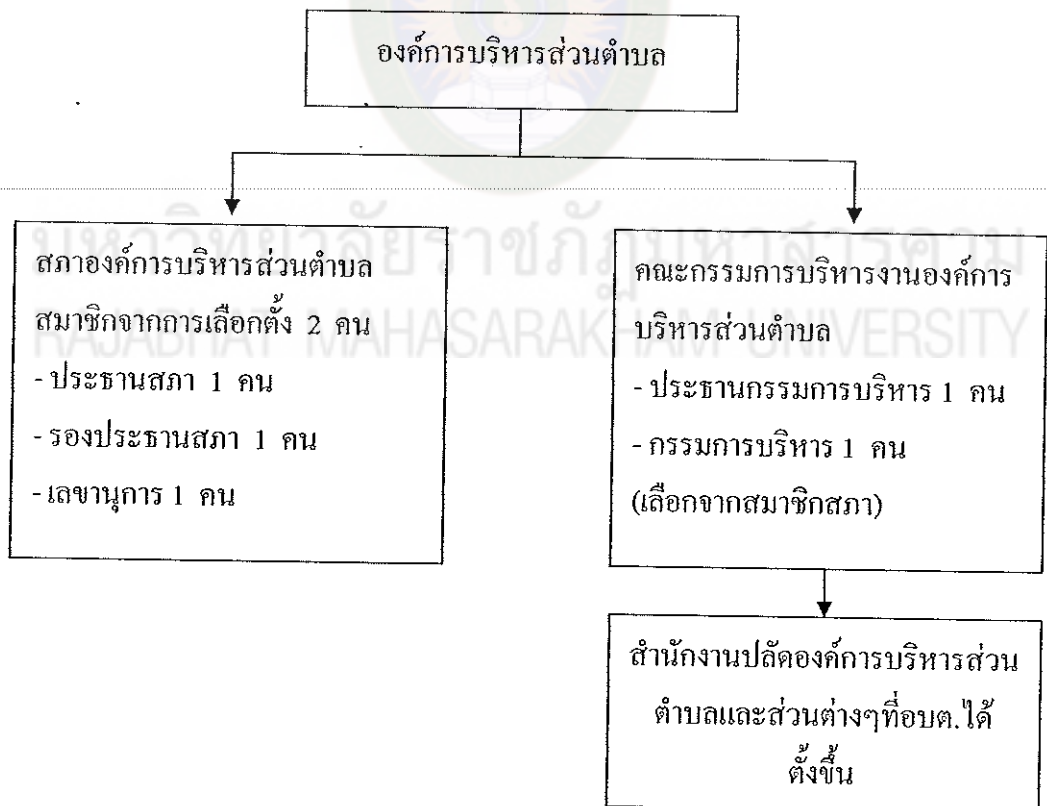 องค์การบริหารส่วนตำบล
สภาองค์การบริหารส่วนตำบล
สมาชิกจากการเลือกตั้ง 2 คน
- ประธานสภา 1 คน
- รองประธานสภา 1 คน
- เลขานุการ 1 คน
คณะกรรมการบริหารงานองค์การ
บริหารส่วนตำบล
- ประธานกรรมการบริหาร 1 คน
- กรรมการบริหาร 1 คน
(เลือกจากสมาชิกสภา)
สำนักงานปลัดองค์การบริหารส่วน
ตำบลและส่วนต่างๆที่อบต.ได้
ตั้งขึ้น
มหาวิทยาลัยราชภัฏมหาสารคาม
RAJABHAT MAHASARAKHAM UNIVERSITY